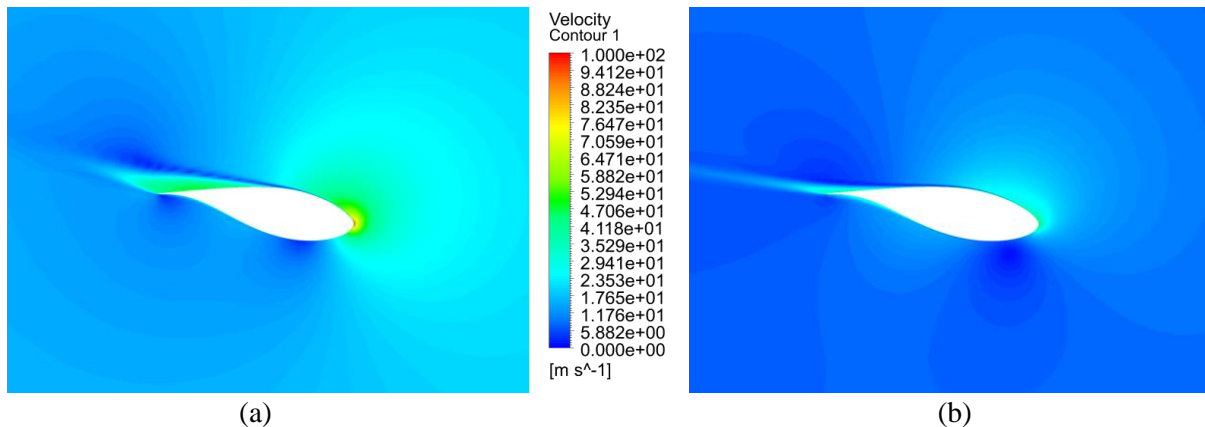 Velocity
Contour 1
1.000e+02
9.412e+01
8.824e+01
8.235e+01
7.647e+01
7.059e+01
6.471e+01
5.882e+01
5.294e+01
4.706e+01
4.118e+01
3.529e+01
2.941e+01
2.353e+01
1.765e+01
1.176e+01
5.882e+00
0.000e+00
[m s^-1]
(a)
(b)